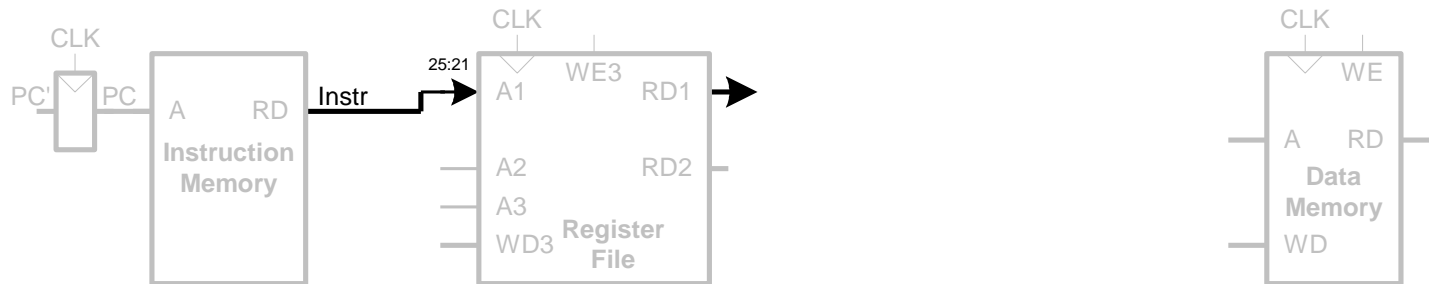 CLK
PC'
PC
A
RD
Instruction
Memory
Instr
25:21
CLK
WE3
A1
RD1
A2
RD2
A3
WD3
Register
File
CLK
WE
A
RD
Data
Memory
WD